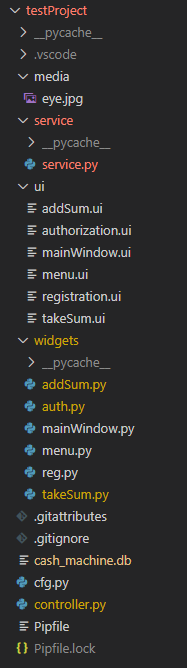 testProject
__pycache__
.vscode
media
eye.jpg
service
__pycache__
service.py
ui
addSum.ui
authorization.ui
mainWindow.ui
menu.ui
registration.ui
takeSum.ui
widgets
__pycache__
addSum.py
auth.py
mainWindow.py
menu.py
reg.py
takeSum.py
.gitattributes
.gitignore
cash_machine.db
cfg.py
controller.py
Pipfile
Pipfile.lock